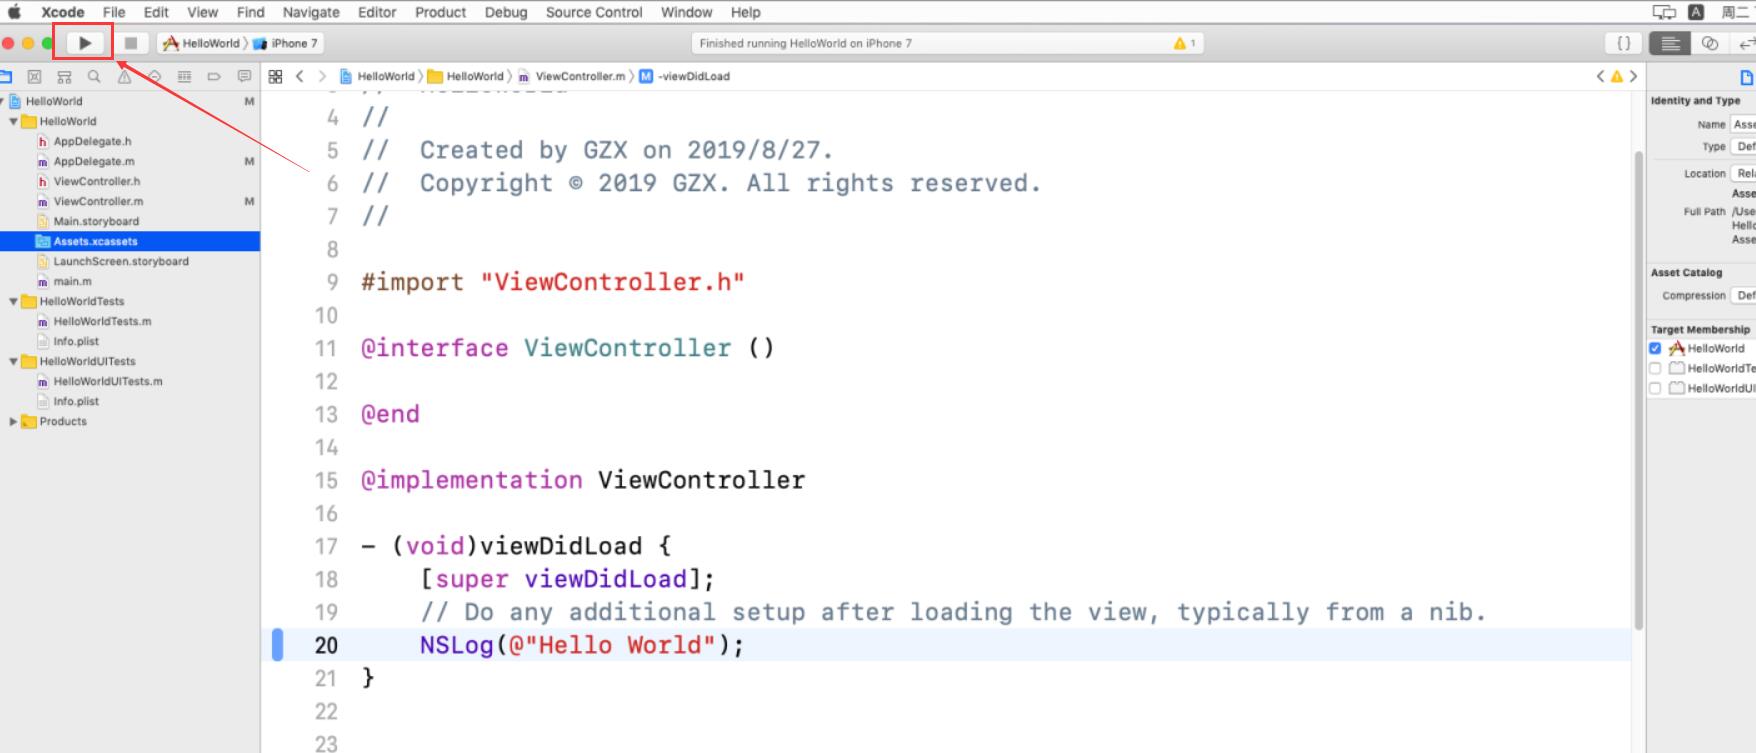 Xcode File Edit View Find Navigate Editor Product Debug Source Control Window Help A 周二
HelloWorld iPhone 7 Finished running HelloWorld on iPhone 7 1 {}
HelloWorld HelloWorld ViewController.m M -viewDidLoad
HelloWorld M
HelloWorld
h AppDelegate.h
m AppDelegate.m M
h ViewController.h
m ViewController.m M
Main.storyboard
Assets.xcassets
LaunchScreen.storyboard
m main.m
HelloWorldTests
m HelloWorldTests.m
Info.plist
HelloWorldUITests
m HelloWorldUITests.m
Info.plist
Products
4 //
5 // Created by GZX on 2019/8/27.
6 // Copyright © 2019 GZX. All rights reserved.
7 //
8
9 #import "ViewController.h"
10
11 @interface ViewController ()
12
13 @end
14
15 @implementation ViewController
16
17 - (void)viewDidLoad {
18 [super viewDidLoad];
19 // Do any additional setup after loading the view, typically from a nib.
20 NSLog(@"Hello World");
21 }
22
23
Identity and Type
Name Asse
Type Def
Location Rela
Asse
Full Path /Use
Hello
Asse
Asset Catalog
Compression Def
Target Membership
HelloWorld
HelloWorldTe
HelloWorldUI